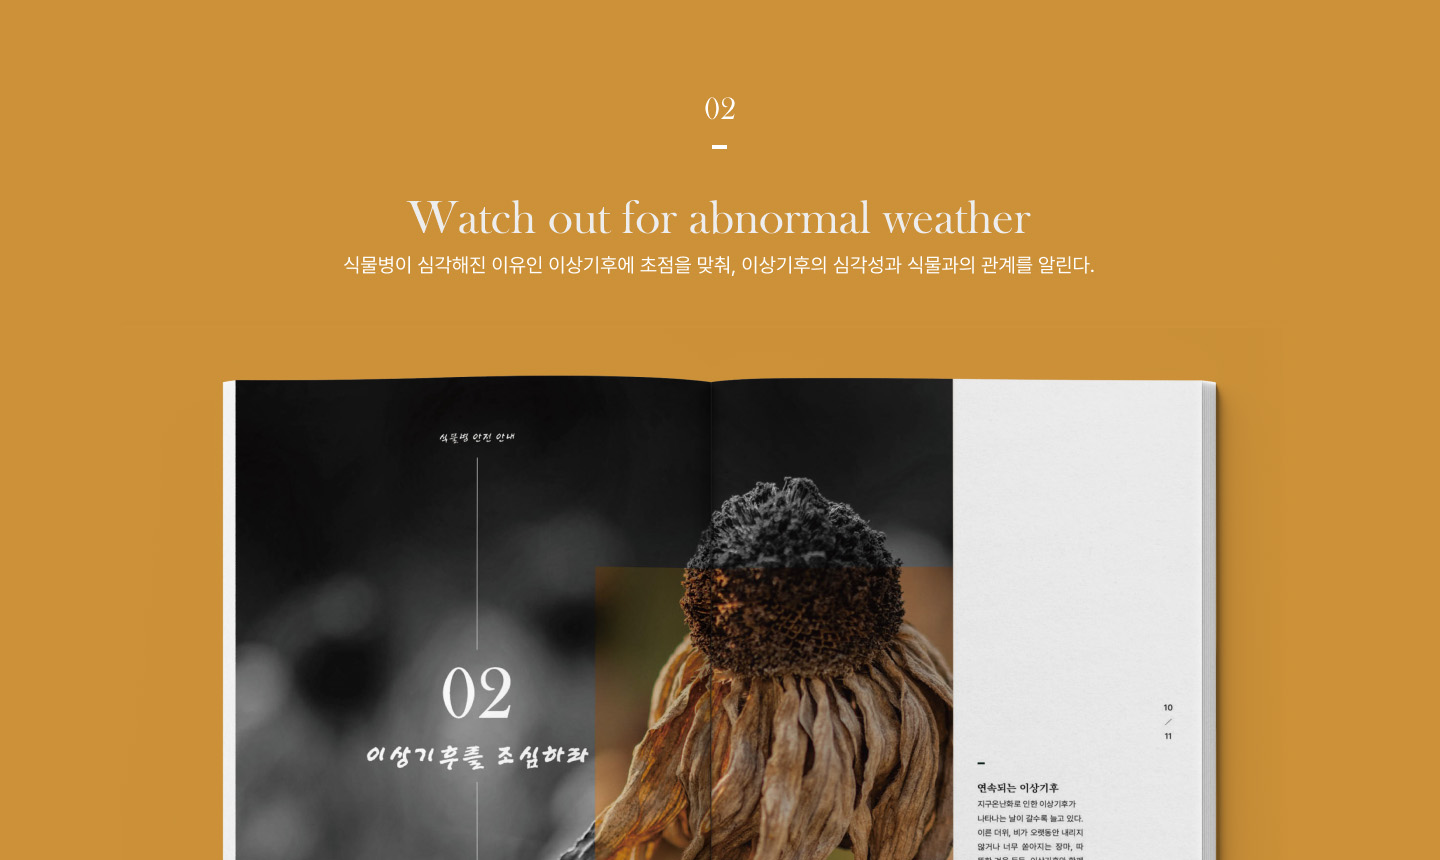 02
Watch out for abnormal weather
식물병이 심각해진 이유인 이상기후에 초점을 맞춰, 이상기후의 심각성과 식물과의 관계를 알린다.
식물병 안전 안내
02
이상기후를 조심하라
10
/
11
연속되는 이상기후
지구온난화로 인한 이상기후가
나타나는 날이 갈수록 늘고 있다.
이른 더위, 비가 오랫동안 내리지
않거나 너무 쏟아지는 장마, 따